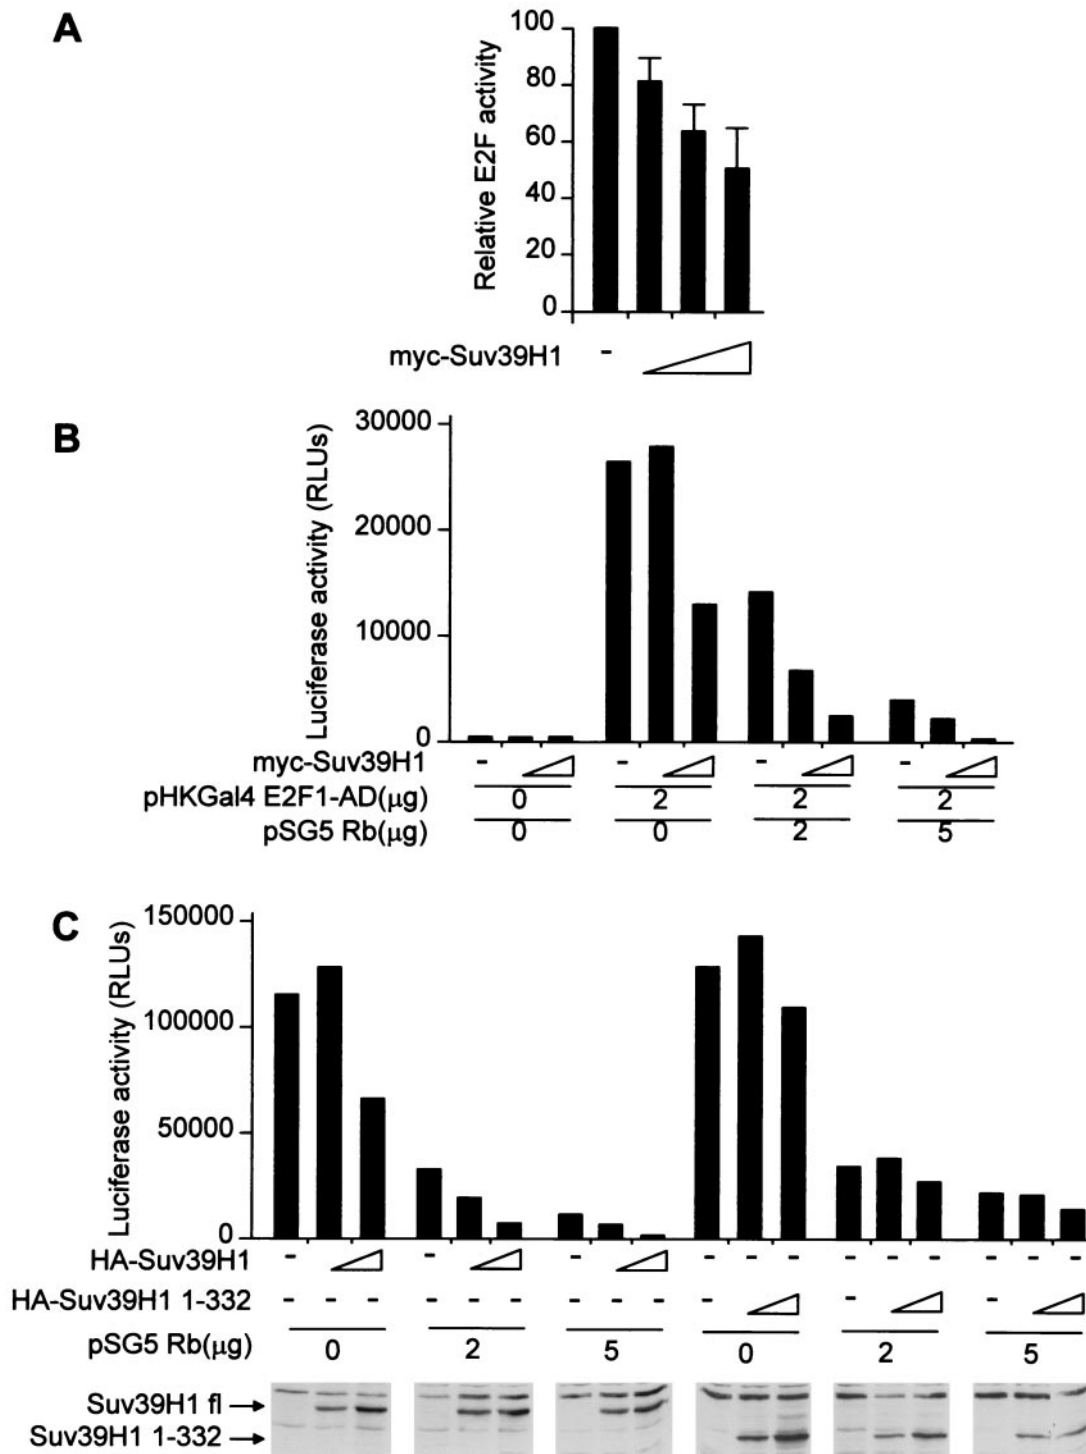 A
Relative E2F activity
100
80
60
40
20
0
myc-Suv39H1 -
B
Luciferase activity (RLUs)
30000
20000
10000
0
myc-Suv39H1 - - - -
pHKGal4 E2F1-AD(μg) 0 2 2 2
pSG5 Rb(μg) 0 0 2 5
C
Luciferase activity (RLUs)
150000
100000
50000
0
HA-Suv39H1 - - - - - - - - - - - -
HA-Suv39H1 1-332 - - - - - - - - - - - -
pSG5 Rb(μg) 0 2 5 0 2 5
Suv39H1 fl →
Suv39H1 1-332 →